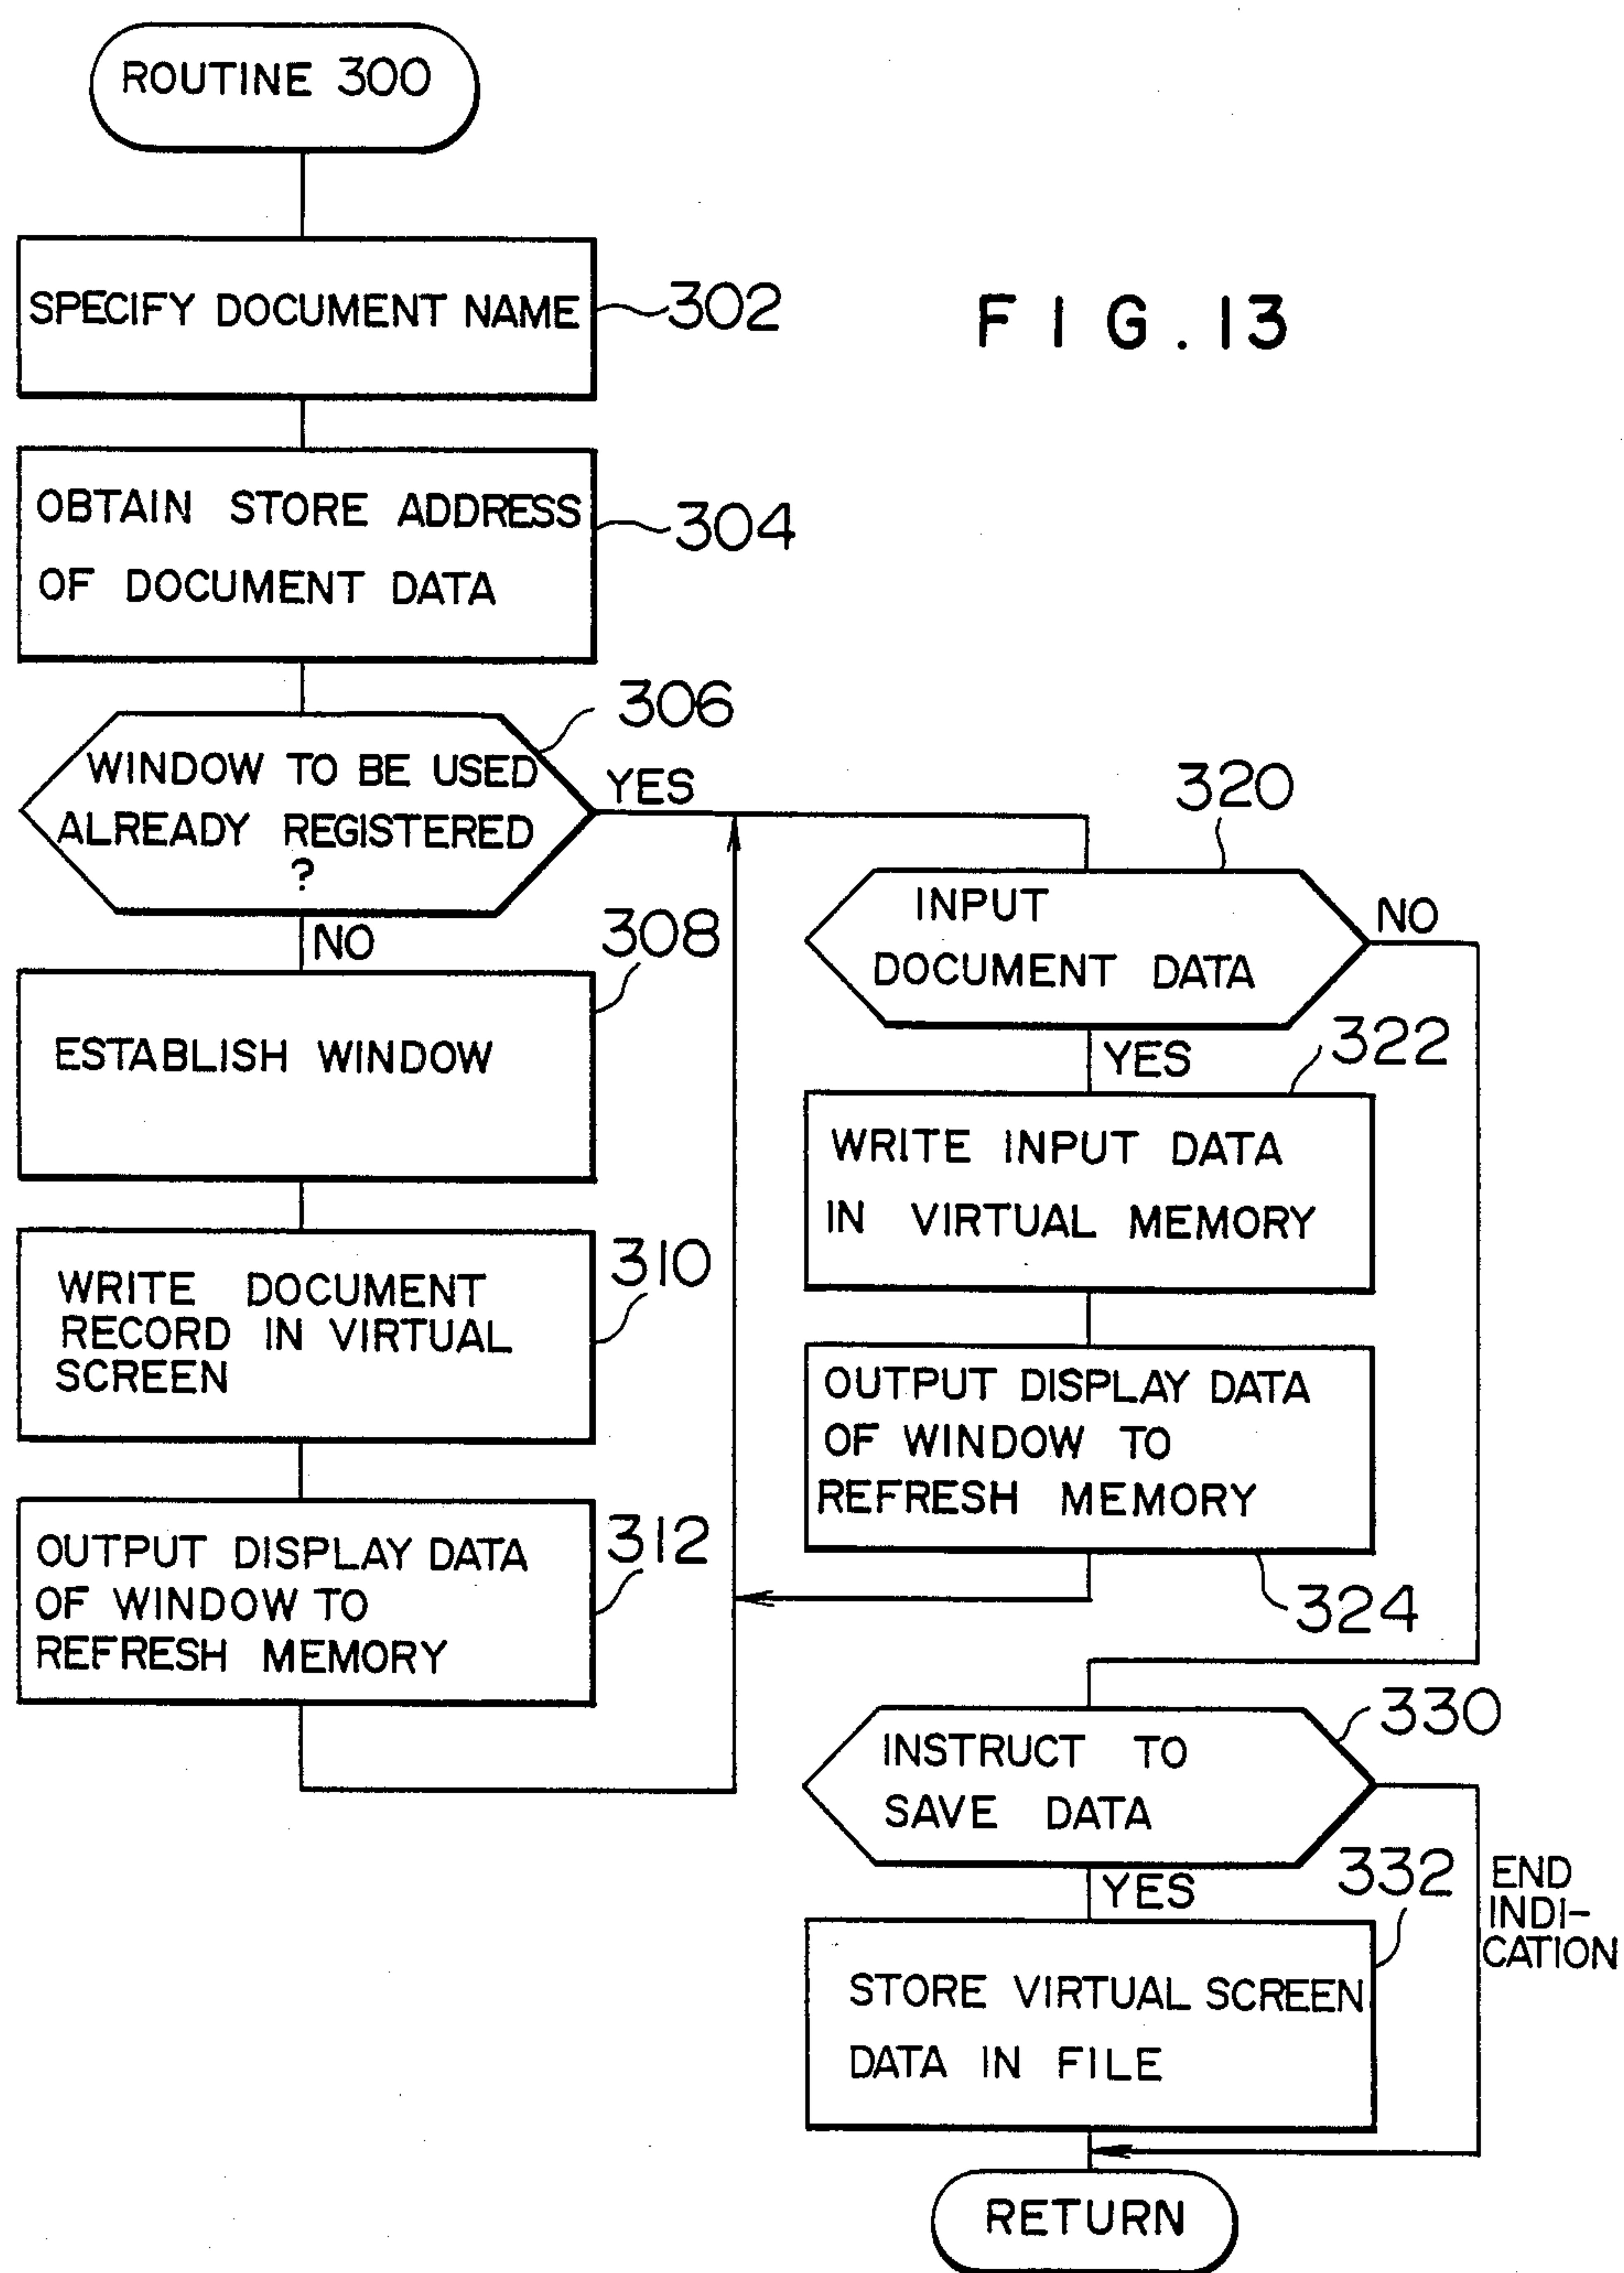 ROUTINE 300
SPECIFY DOCUMENT NAME
302
FIG.13
OBTAIN STORE ADDRESS
OF DOCUMENT DATA
304
306
WINDOW TO BE USED
ALREADY REGISTERED
?
YES
NO
308
ESTABLISH WINDOW
310
WRITE DOCUMENT
RECORD IN VIRTUAL
SCREEN
312
OUTPUT DISPLAY DATA
OF WINDOW TO
REFRESH MEMORY
320
INPUT
DOCUMENT DATA
NO
YES
322
WRITE INPUT DATA
IN VIRTUAL MEMORY
OUTPUT DISPLAY DATA
OF WINDOW TO
REFRESH MEMORY
324
330
INSTRUCT TO
SAVE DATA
YES
332
END
INDI-
CATION
STORE VIRTUAL SCREEN
DATA IN FILE
RETURN